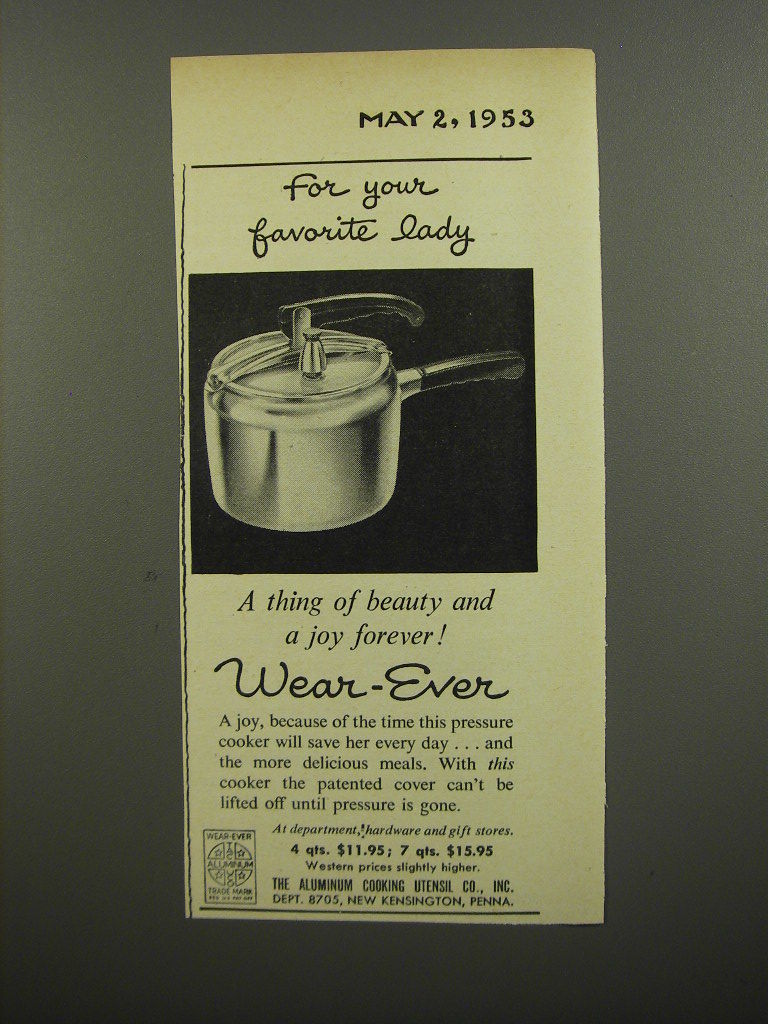 MAY 2, 1953
For your
favorite lady
A thing of beauty and
a joy forever!
Wear-Ever
A joy, because of the time this pressure
cooker will save her every day . . . and
the more delicious meals. With this
cooker the patented cover can't be
lifted off until pressure is gone.
At department, hardware and gift stores.
4 qts. $11.95; 7 qts. $15.95
Western prices slightly higher.
THE ALUMINUM COOKING UTENSIL CO., INC.
DEPT. 8705, NEW KENSINGTON, PENNA.
WEAR-EVER
ALUMINUM
TRADE MARK